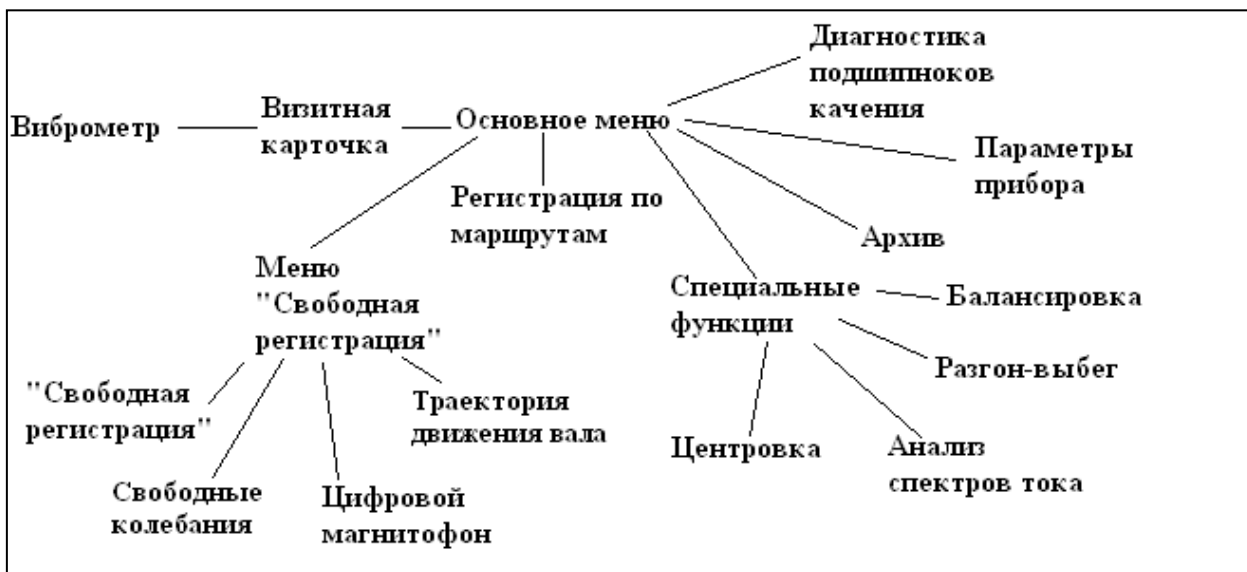 Диагностика
подшипноков
качения
Виброметр
Визитная
карточка
Основное меню
Параметры
прибора
Регистрация по
маршрутам
Архив
Меню
"Свободная
регистрация"
Специальные
функции
Балансировка
Разгон-выбег
"Свободная
регистрация"
Траектория
движения вала
Центровка
Анализ
спектров тока
Свободные
колебания
Цифровой
магнитофон